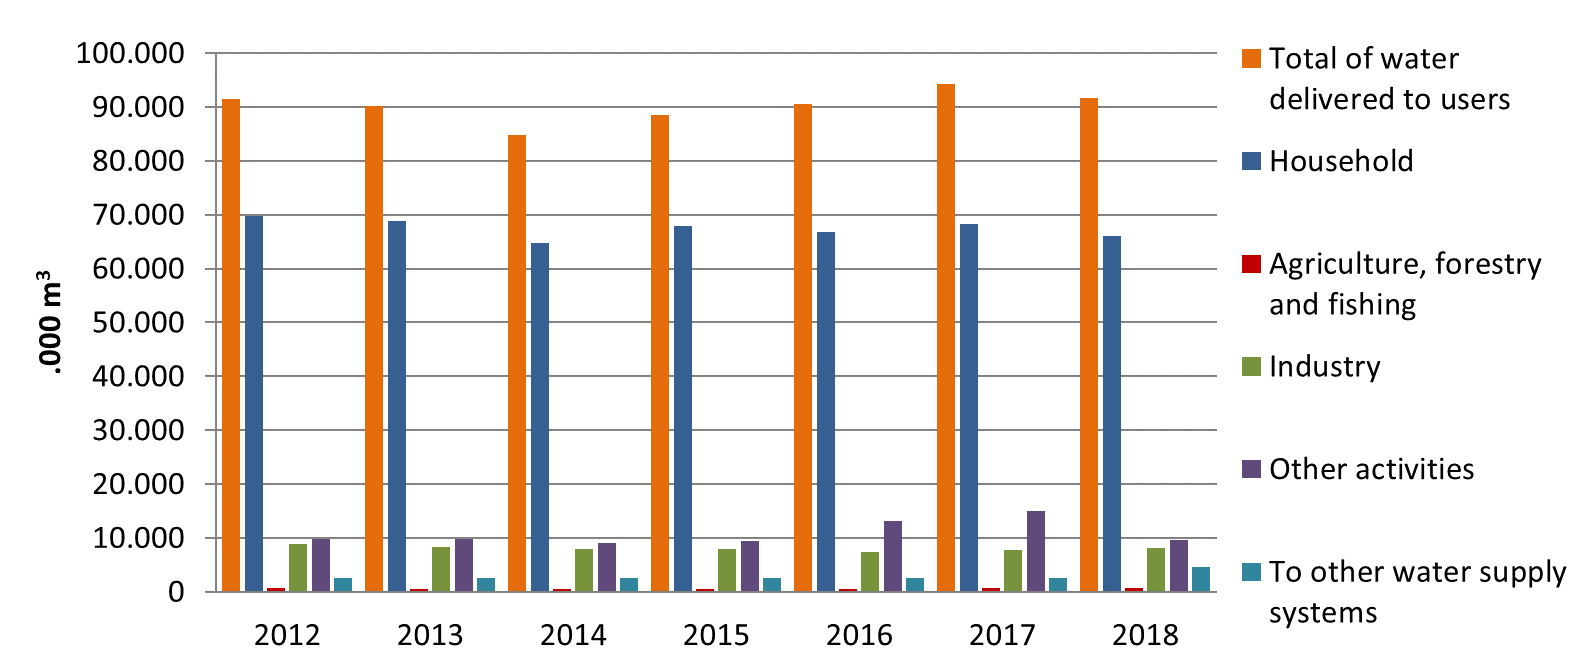 100.000
90.000
80.000
70.000
60.000
50.000
40.000
30.000
20.000
10.000
0
.000 m³
2012 2013 2014 2015 2016 2017 2018
Total of water
delivered to users
Household
Agriculture, forestry
and fishing
Industry
Other activities
To other water supply
systems